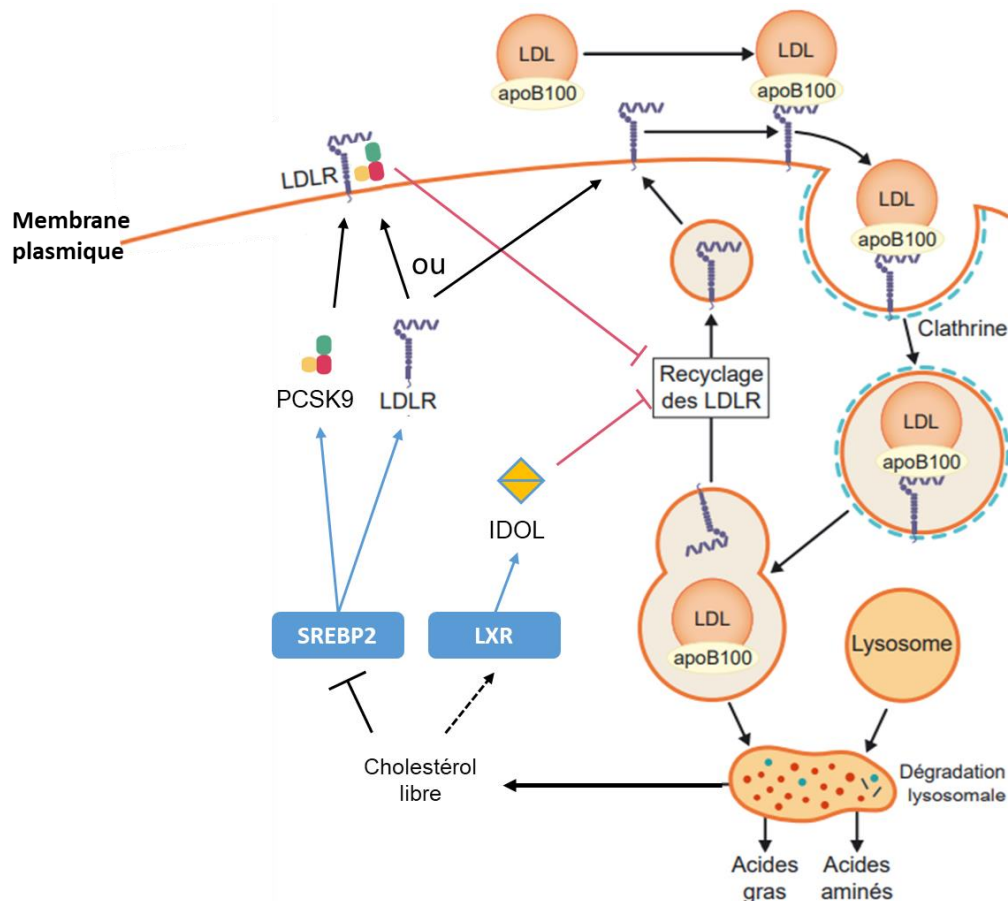 LDL
apoB100
LDL
apoB100
LDLR
Membrane
plasmique
ou
LDL
apoB100
Clathrine
PCSK9
LDLR
Recyclage
des LDLR
LDL
apoB100
IDOL
LDL
apoB100
SREBP2
LXR
Lysosome
Cholestérol
libre
Dégradation
lysosomale
Acides
gras
Acides
aminés